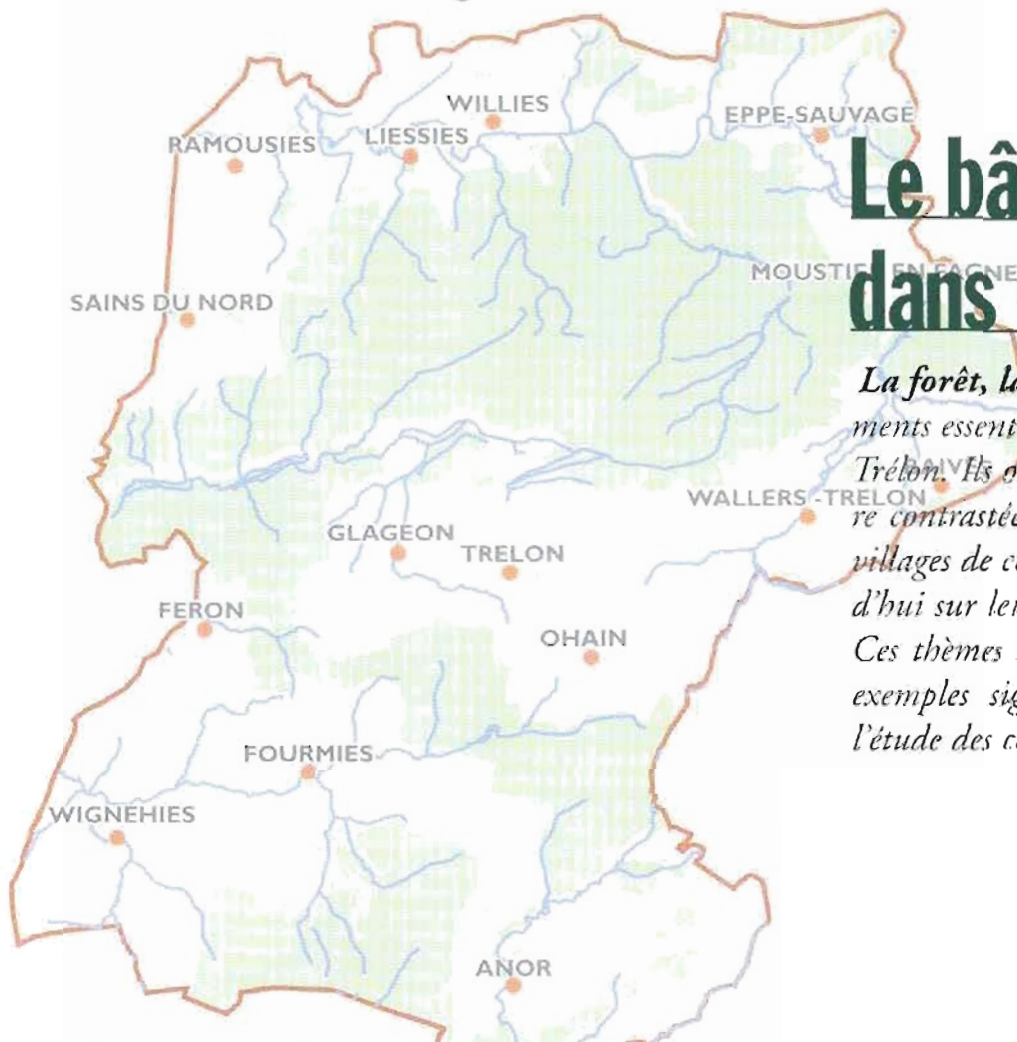 WILLIES
EPPE-SAUVAGE
LIESSIES
RAMOUSIES
SAINS DU NORD
WALLERS-TRELON
GLAGEON
TRELON
FERON
OHAIN
FOURMIES
WIGNEHIES
ANOR
Le bâ
dans
La forêt, la
ments essent
Trélon. Ils o
re contrastée
villages de c
d'hui sur ler
Ces thèmes
exemples sig
l'étude des c